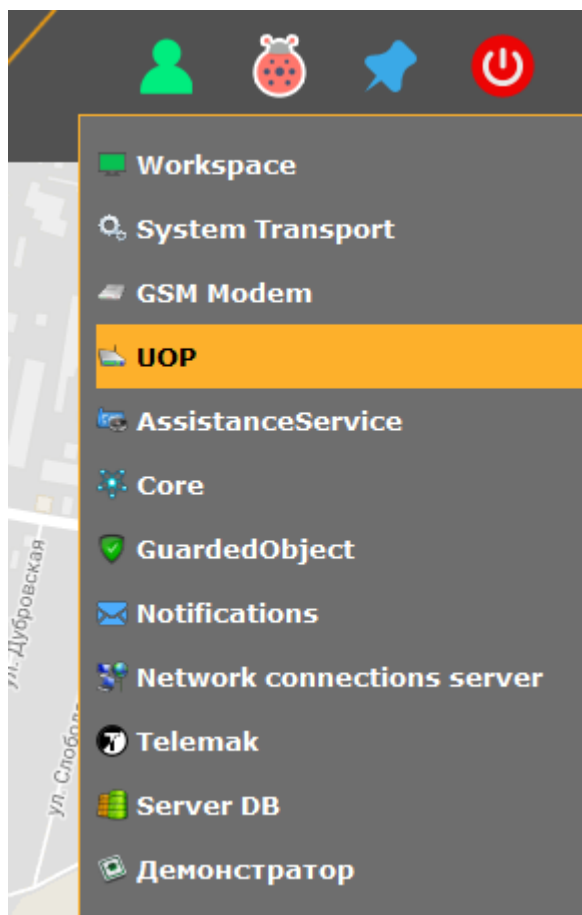 Workspace
System Transport
GSM Modem
UOP
AssistanceService
Core
GuardedObject
Notifications
Network connections server
Telemak
Server DB
Демонстратор
ул. Дубровская
ул.